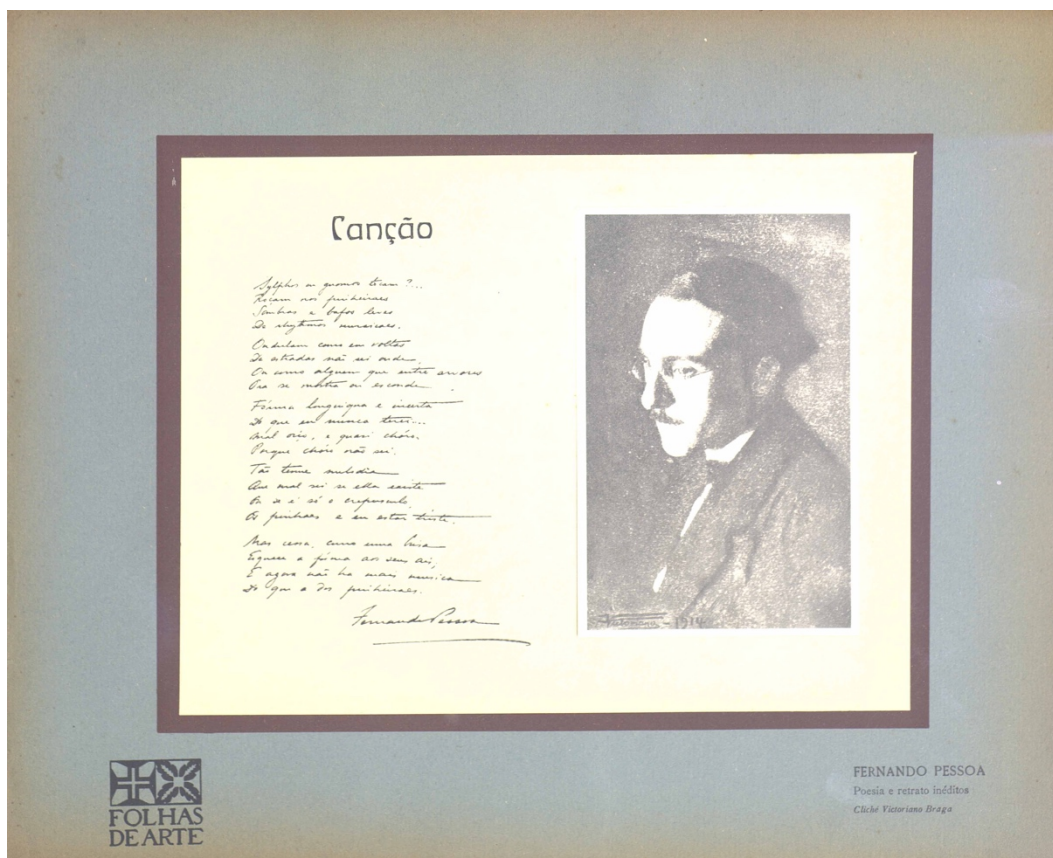 Canção
Sylphos ou gnomos tocam?...
Roçam nos pinheiraes
Sombras e bafos leves
De rhythmos musicaes.
Ondulam como em voltas
De estradas não sei onde,
Ou como alguem que entre arvores
Ora se mostra ou esconde.
Fórma longinqua e incerta
Do que eu nunca terei...
Mal oiço, e quasi chóro.
Porque chóro não sei.
Tão tenue melodia
Que mal sei se ella existe
Ou se é só o crepusculo,
Os pinhaes e eu estar triste.
Mas cessa, como uma brisa
Esquece a fórma aos seus ais;
E agora não ha mais musica
Do que a dos pinheiraes.
Fernando Pessoa
1914
FOLHAS
DE ARTE
FERNANDO PESSOA
Poesia e retrato inéditos
Cliché Victoriano Braga